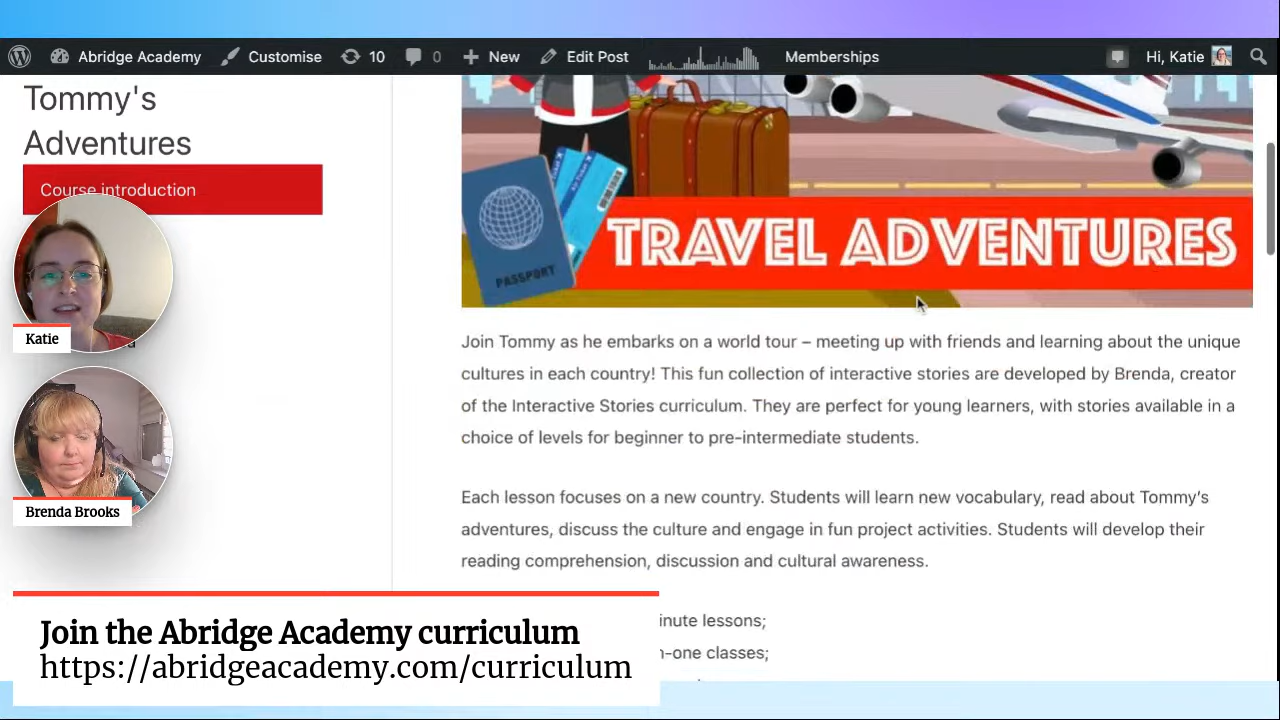 Abridge Academy Customise 10 0 New Edit Post Memberships Hi, Katie
Tommy's
Adventures
Course introduction
PASSPORT
TRAVEL ADVENTURES
Join Tommy as he embarks on a world tour – meeting up with friends and learning about the unique
cultures in each country! This fun collection of interactive stories are developed by Brenda, creator
of the Interactive Stories curriculum. They are perfect for young learners, with stories available in a
choice of levels for beginner to pre-intermediate students.
Each lesson focuses on a new country. Students will learn new vocabulary, read about Tommy's
adventures, discuss the culture and engage in fun project activities. Students will develop their
reading comprehension, discussion and cultural awareness.
lessons;
classes;
Katie
Brenda Brooks
Join the Abridge Academy curriculum
https://abridgeacademy.com/curriculum